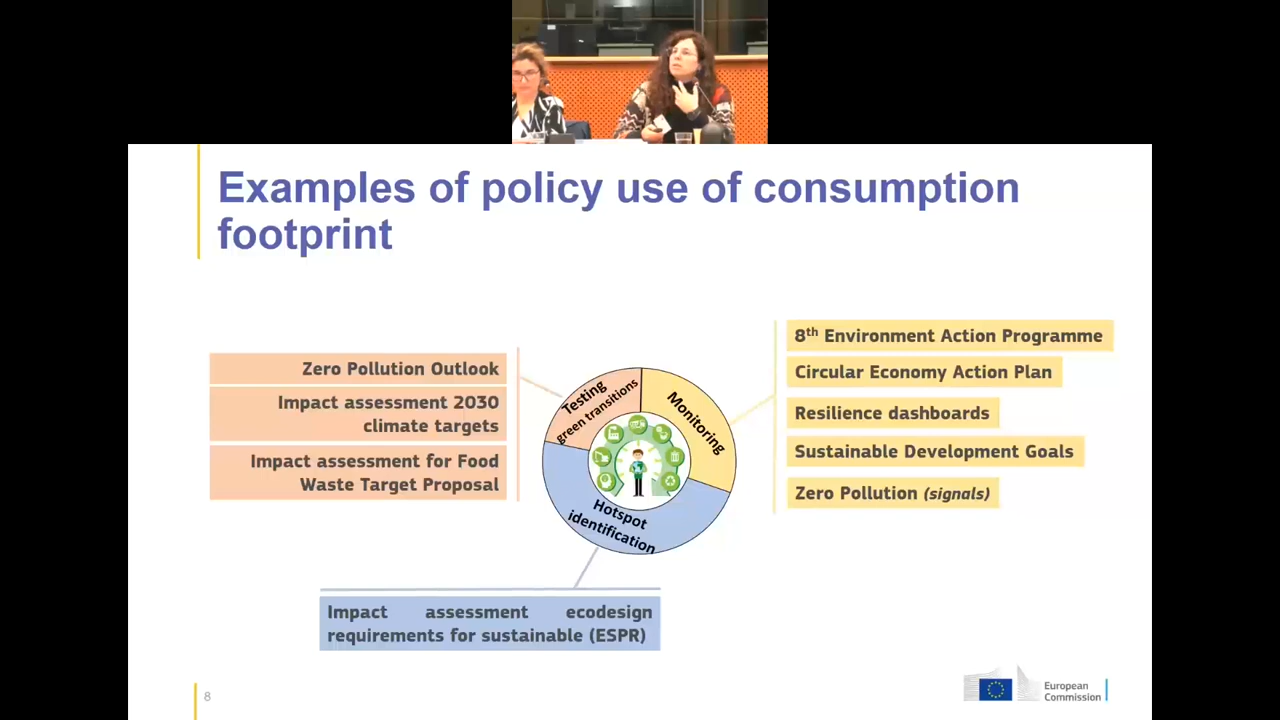 Examples of policy use of consumption
footprint
Zero Pollution Outlook
Impact assessment 2030
climate targets
Impact assessment for Food
Waste Target Proposal
Testing
green transitions
Monitoring
Hotspot
identification
8th Environment Action Programme
Circular Economy Action Plan
Resilience dashboards
Sustainable Development Goals
Zero Pollution (signals)
Impact assessment ecodesign
requirements for sustainable (ESPR)
8
European
Commission